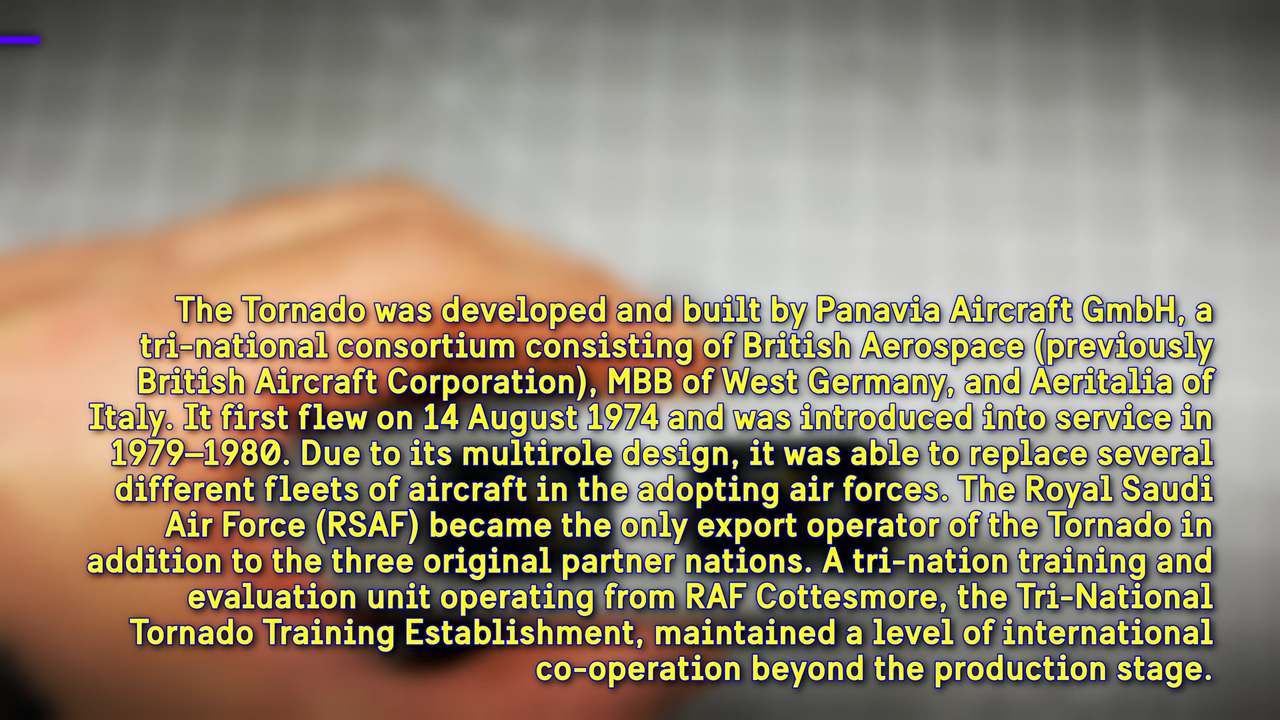 The Tornado was developed and built by Panavia Aircraft GmbH, a
tri-national consortium consisting of British Aerospace (previously
British Aircraft Corporation), MBB of West Germany, and Aeritalia of
Italy. It first flew on 14 August 1974 and was introduced into service in
1979–1980. Due to its multirole design, it was able to replace several
different fleets of aircraft in the adopting air forces. The Royal Saudi
Air Force (RSAF) became the only export operator of the Tornado in
addition to the three original partner nations. A tri-nation training and
evaluation unit operating from RAF Cottesmore, the Tri-National
Tornado Training Establishment, maintained a level of international
co-operation beyond the production stage.